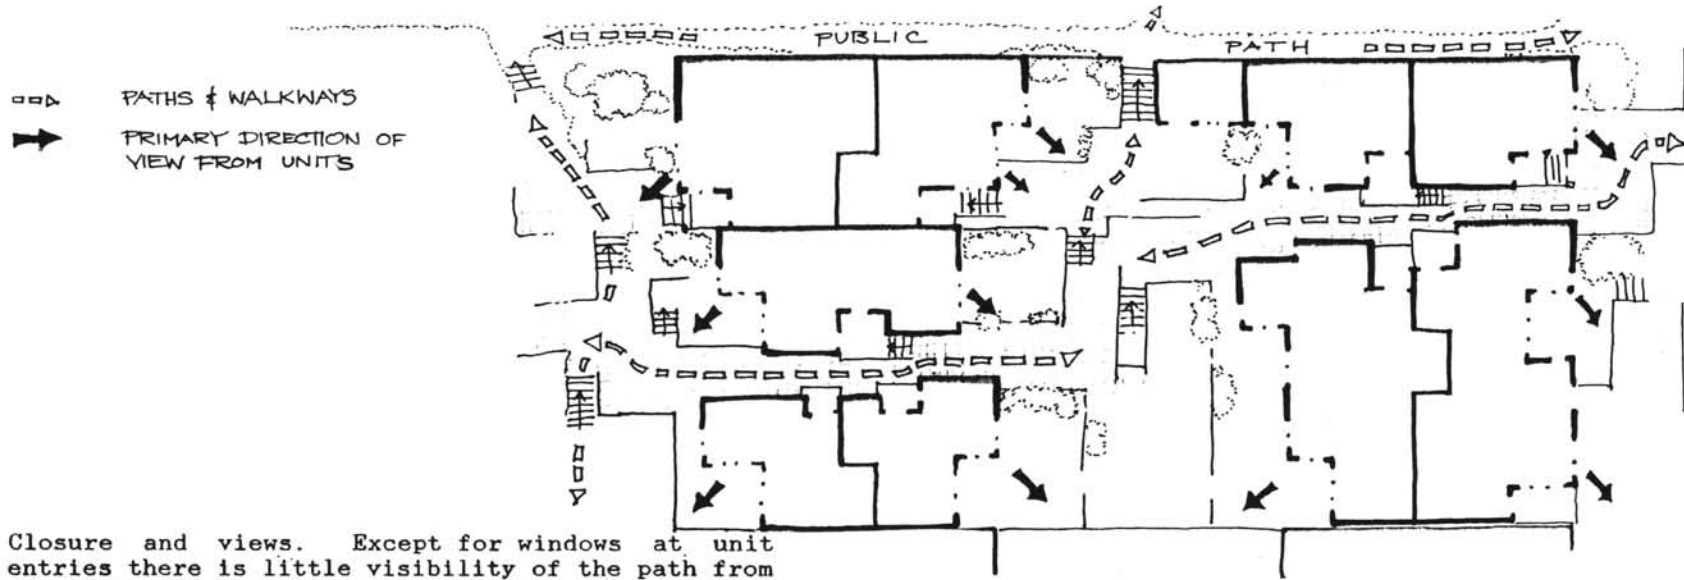 PUBLIC PATH
PATHS & WALKWAYS
PRIMARY DIRECTION OF
VIEW FROM UNITS
Closure and views. Except for windows at unit
entries there is little visibility of the path from